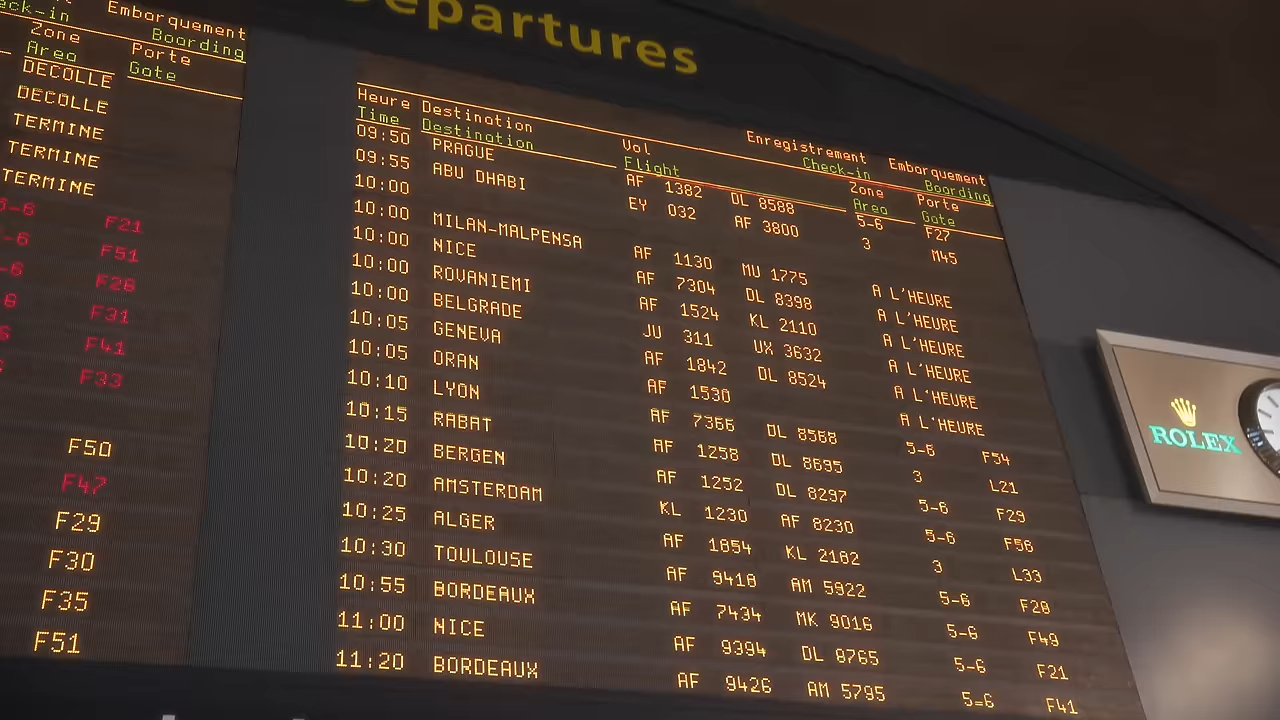 Departures
Embarquement
Boarding
Zone Porte
Area Gate
DECOLLE
DECOLLE
TERMINE
TERMINE
TERMINE
5-6 F21
-6 F51
-6 F28
6 F31
F41
F33
F50
F47
F29
F30
F35
F51
Heure Destination Vol Enregistrement Embarquement
Time Destination Flight Check-in Boarding
Zone Porte
Area Gate
09:50 PRAGUE AF 1382 DL 8588 5-6 F27
09:55 ABU DHABI EY 032 AF 3800 3 M45
10:00
10:00 MILAN-MALPENSA AF 1130 MU 1775 A L'HEURE
10:00 NICE AF 7304 DL 8398 A L'HEURE
10:00 ROVANIEMI AF 1524 KL 2110 A L'HEURE
10:00 BELGRADE JU 311 UX 3632 A L'HEURE
10:05 GENEVA AF 1842 DL 8524 A L'HEURE
10:05 ORAN AF 1530 A L'HEURE
10:10 LYON AF 7366 DL 8568 5-6 F54
10:15 RABAT AF 1258 DL 8695 3 L21
10:20 BERGEN AF 1252 DL 8297 5-6 F29
10:20 AMSTERDAM KL 1230 AF 8230 5-6 F56
10:25 ALGER AF 1854 KL 2182 3 L33
10:30 TOULOUSE AF 9418 AM 5922 5-6 F28
10:55 BORDEAUX AF 7434 MK 9016 5-6 F49
11:00 NICE AF 9394 DL 8765 5-6 F21
11:20 BORDEAUX AF 9426 AM 5795 5-6 F41
ROLEX